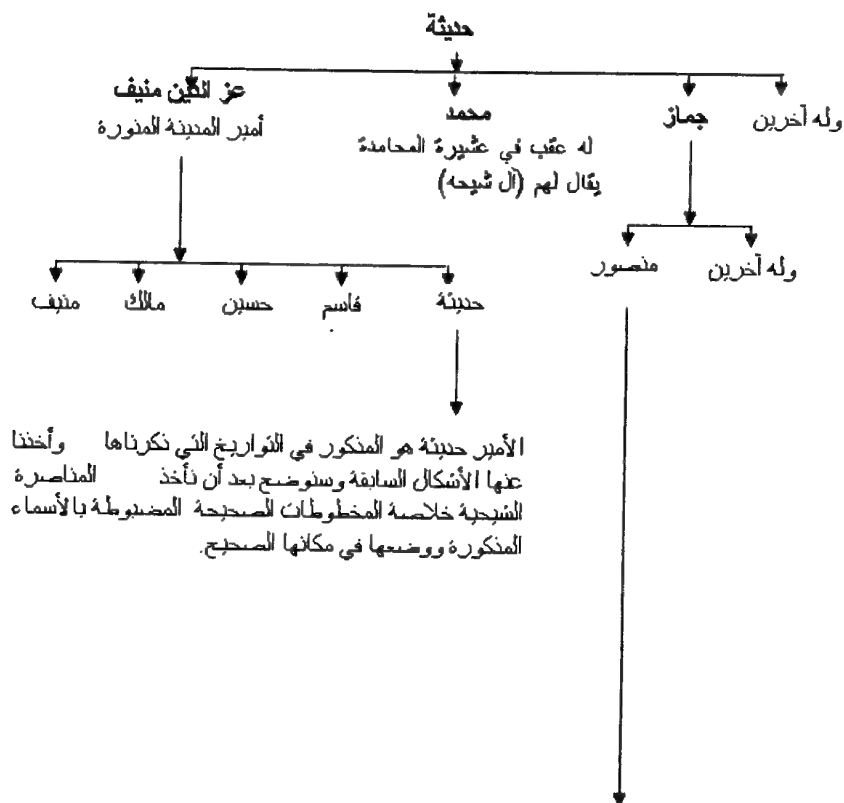 حديثة
وله آخرين
جماز
محمد
له عقب في عشيرة المحامدة
يقال لهم (آل شيحه)
عز الدين منيف
أمير المدينة المنورة
وله آخرين
منصور
حديثة
قاسم
حسين
مالك
منيف
الأمير حديثة هو المذكور في التواريخ التي ذكرناها وأخذنا
عنها الأشكال السابقة وسنوضح بعد أن نأخذ المناصرة
الشيحية خلاصة المخطوطات الصحيحة المضبوطة بالأسماء
المذكورة ووضعها في مكانها الصحيح.